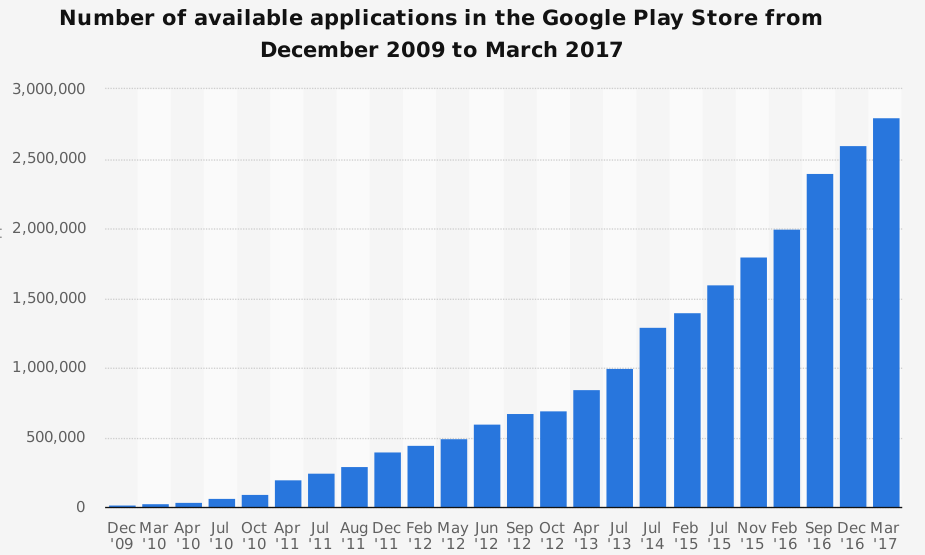 Number of available applications in the Google Play Store from
December 2009 to March 2017
3,000,000
2,500,000
2,000,000
1,500,000
1,000,000
500,000
0
Dec Mar Apr Jul Oct Apr Jul Aug Dec Feb May Jun Sep Oct Apr Jul Jul Feb Jul Nov Feb Sep Dec Mar
'09 '10 '10 '10 '10 '11 '11 '11 '11 '12 '12 '12 '12 '12 '13 '13 '14 '15 '15 '15 '16 '16 '16 '17